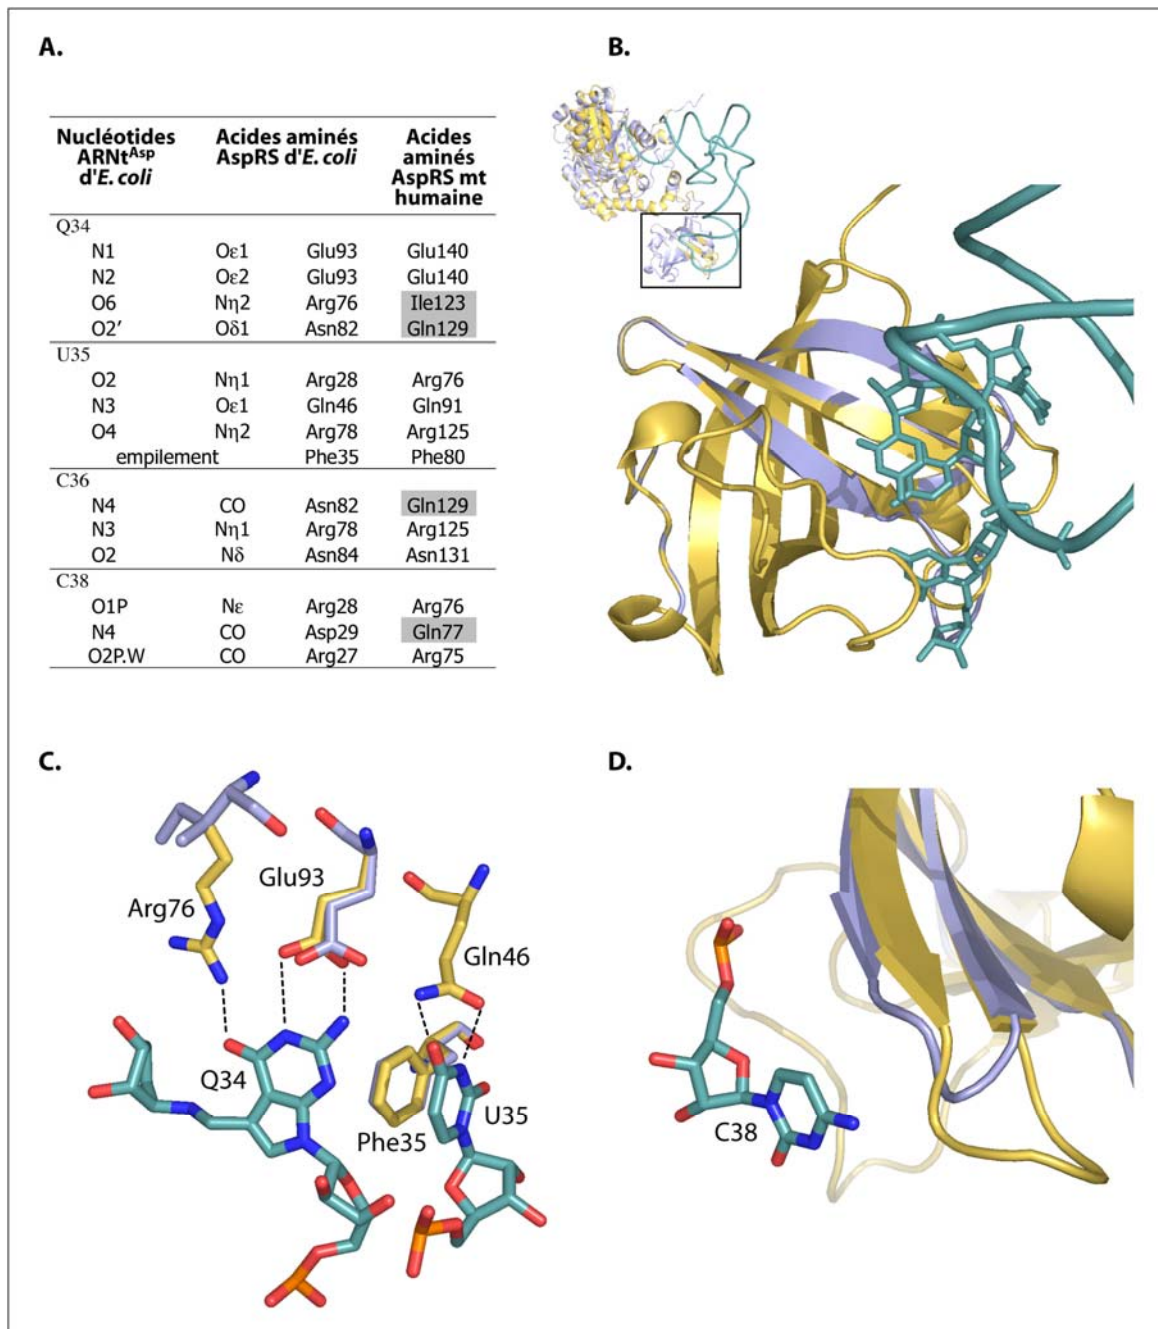 A.
Nucléotides Acides aminés Acides
ARNtAsp AspRS d'E. coli aminés
d'E. coli AspRS mt
humaine
Q34
N1 Oε1 Glu93 Glu140
N2 Oε2 Glu93 Glu140
O6 Nη2 Arg76 Ile123
O2' Oδ1 Asn82 Gln129
U35
O2 Nη1 Arg28 Arg76
N3 Oε1 Gln46 Gln91
O4 Nη2 Arg78 Arg125
empilement Phe35 Phe80
C36
N4 CO Asn82 Gln129
N3 Nη1 Arg78 Arg125
O2 Nδ Asn84 Asn131
C38
O1P Nε Arg28 Arg76
N4 CO Asp29 Gln77
O2P.W CO Arg27 Arg75
B.
C.
Arg76
Glu93
Gln46
Q34
Phe35
U35
D.
C38